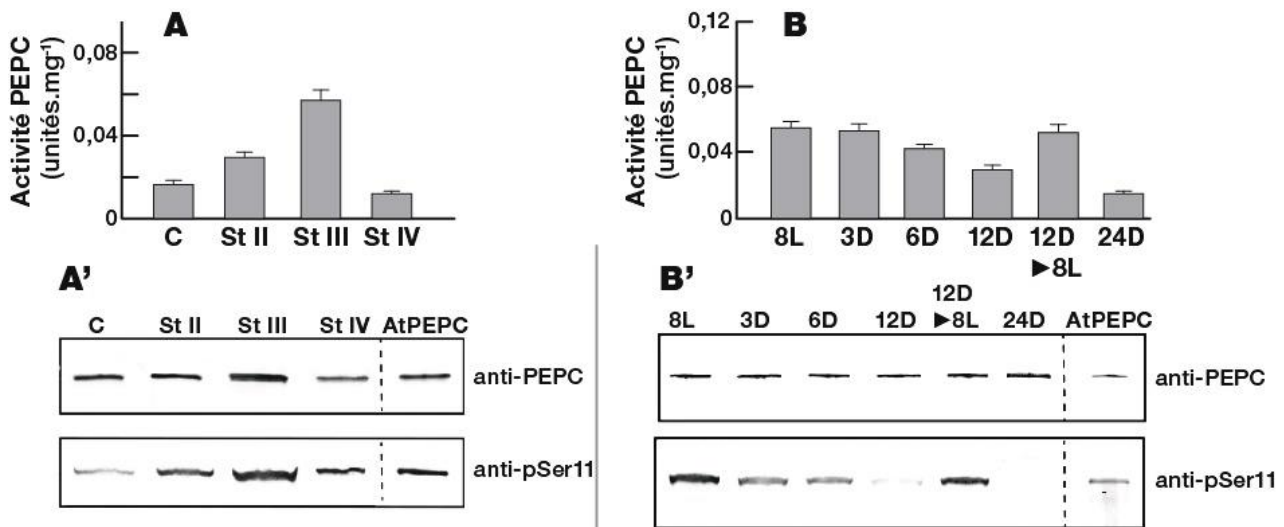 A
Activité PEPC
(unités.mg⁻¹)
0,08
0,04
0
C St II St III St IV
B
Activité PEPC
(unités.mg⁻¹)
0,12
0,08
0,04
0
8L 3D 6D 12D 12D 24D
►8L
A'
C St II St III St IV AtPEPC
anti-PEPC
anti-pSer11
B'
12D
8L 3D 6D 12D ►8L 24D AtPEPC
anti-PEPC
anti-pSer11